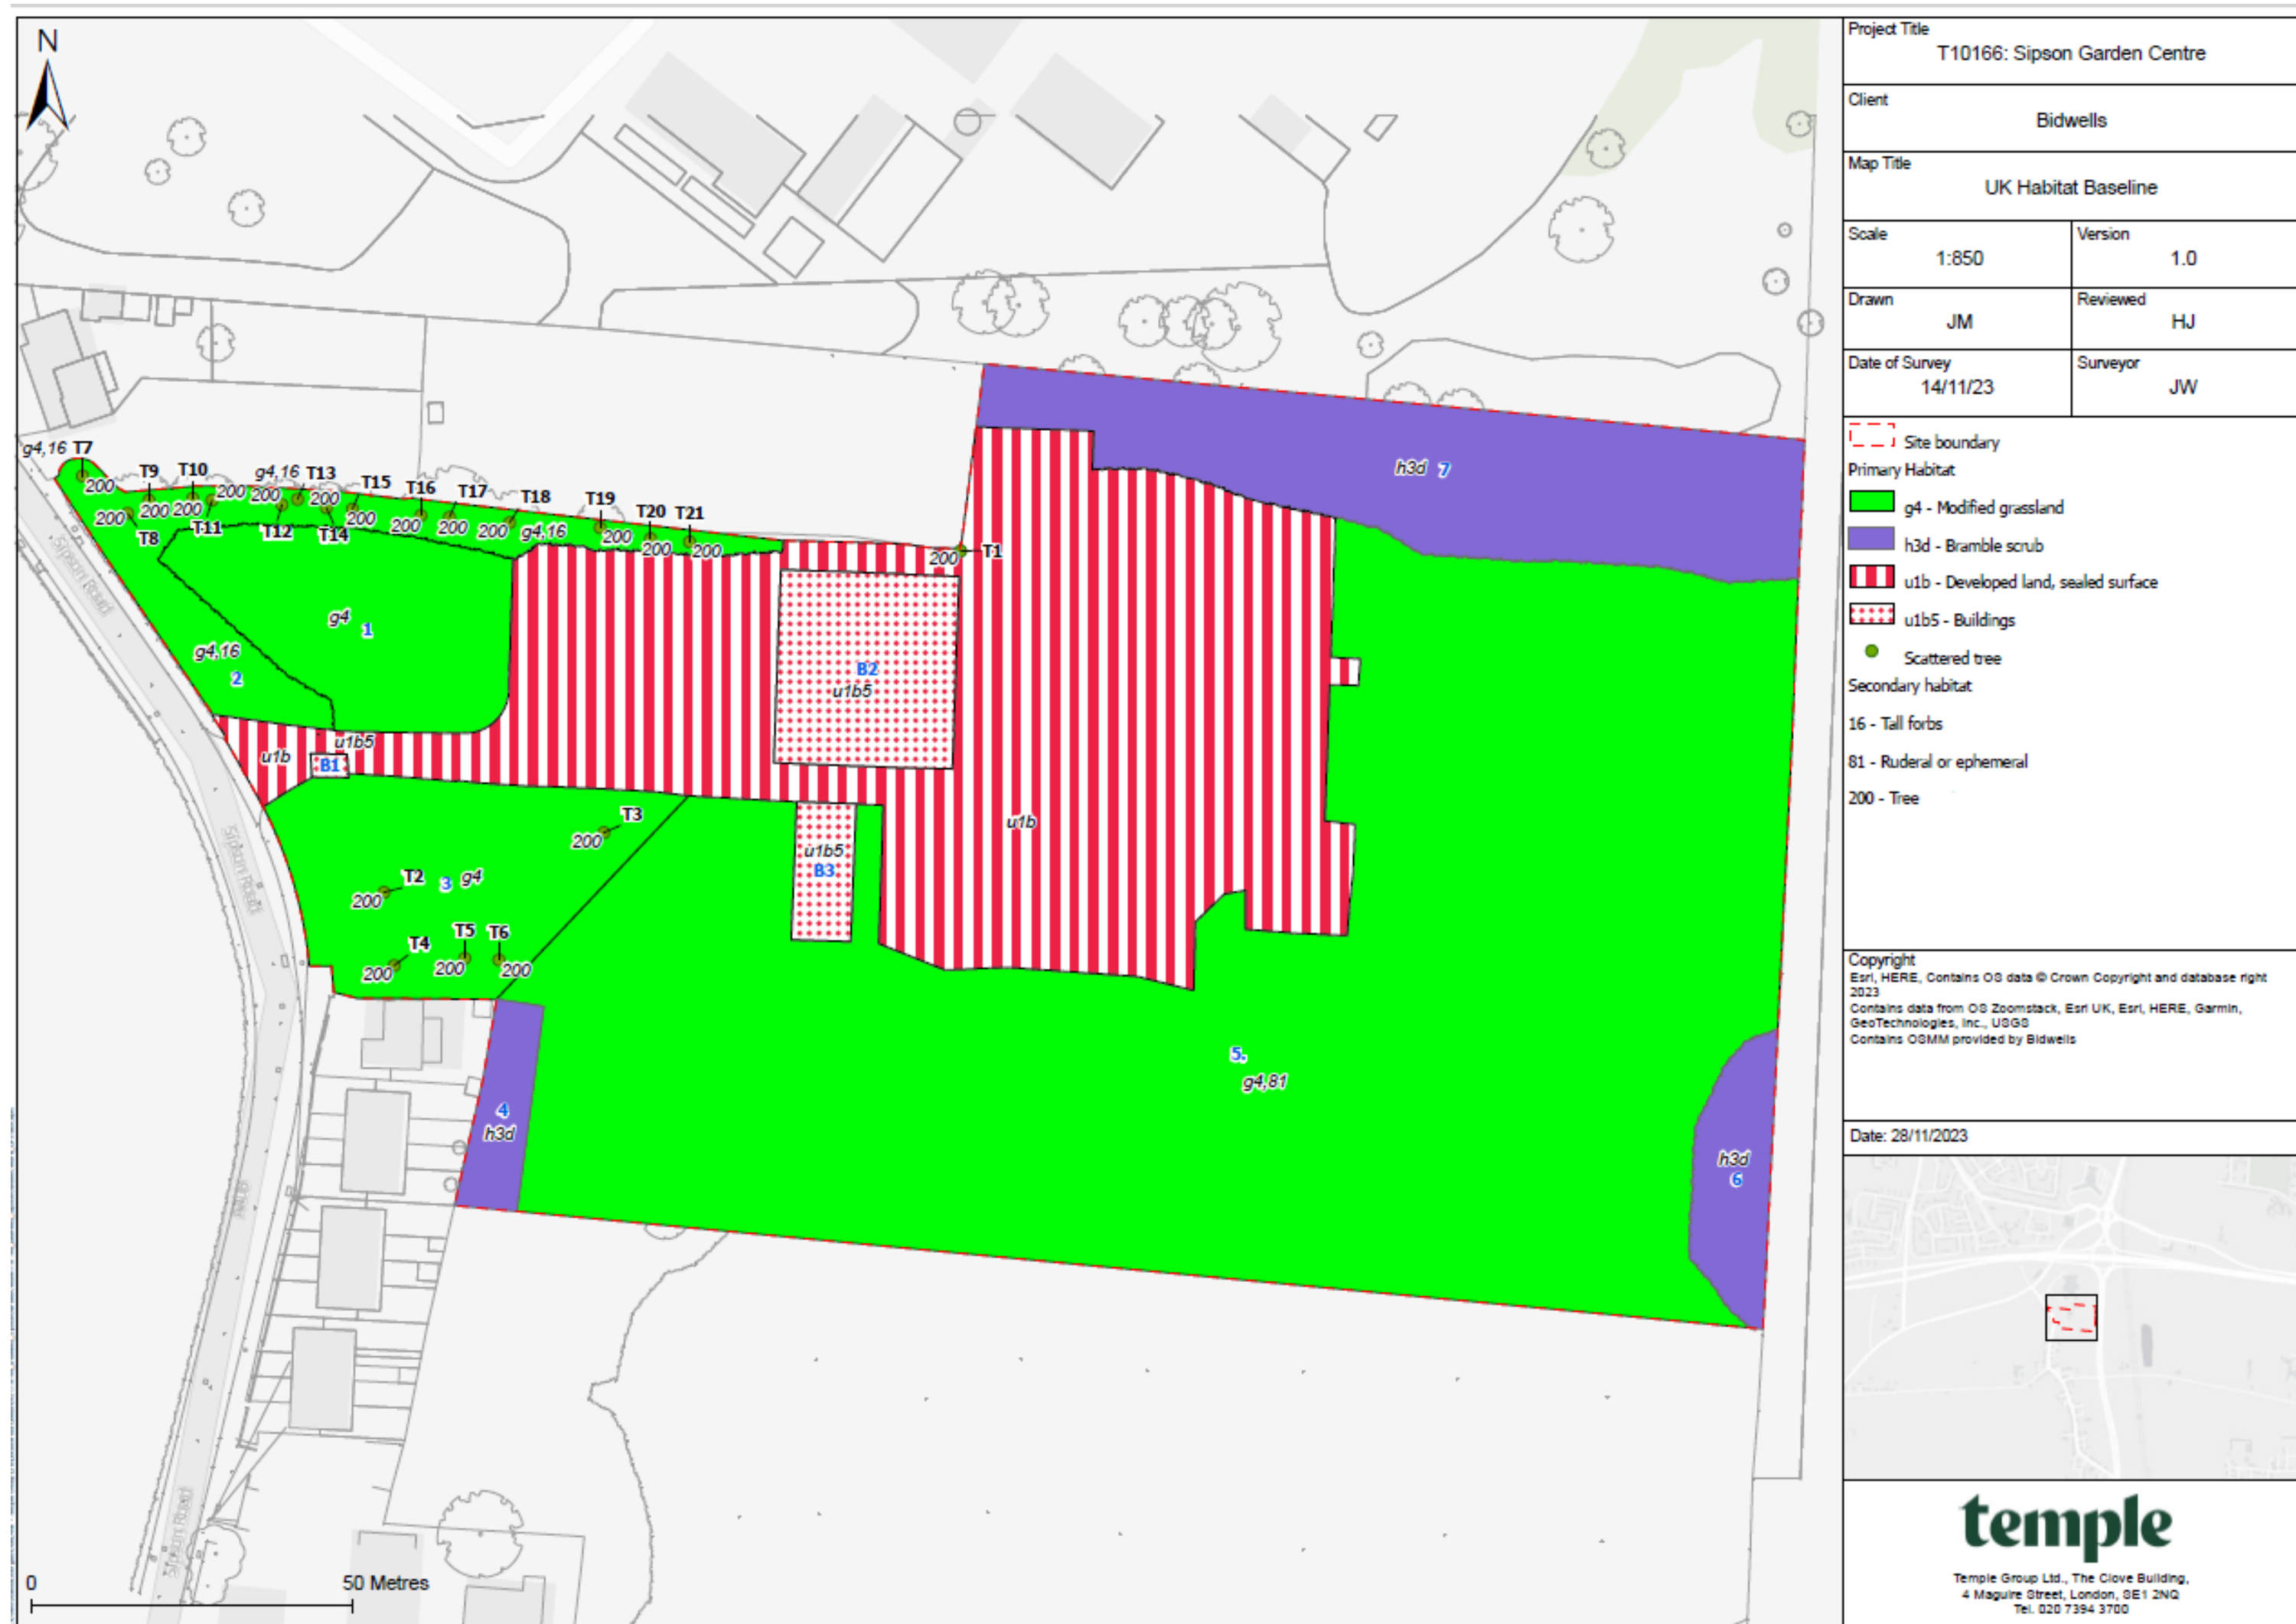 N
Project Title
T10166: Sipson Garden Centre
Client
Bidwells
Map Title
UK Habitat Baseline
Scale
1:850
Version
1.0
Drawn
JM
Reviewed
HJ
Date of Survey
14/11/23
Surveyor
JW
Site boundary
Primary Habitat
g4 - Modified grassland
h3d - Bramble scrub
u1b - Developed land, sealed surface
u1b5 - Buildings
Scattered tree
Secondary habitat
16 - Tall forbs
81 - Ruderal or ephemeral
200 - Tree
Copyright
Esri, HERE, Contains OS data © Crown Copyright and database right
2023
Contains data from OS Zoomstack, Esri UK, Esri, HERE, Garmin,
GeoTechnologies, Inc., USGS
Contains OSMM provided by Bidwells
Date: 28/11/2023
temple
Temple Group Ltd., The Clove Building,
4 Maguire Street, London, SE1 2NQ
Tel. 020 7394 3700
g4,16 T7
200
T9
200
T10
200
200
T11
T8
200
g4,16
T13
200
200
T12
T14
T15
200
T16
200
T17
T18
200
g4,16
T19
200
T20
200
T21
200
T1
200
h3d 7
g4 1
g4,16
2
B2
u1b5
u1b
u1b5
B1
u1b
u1b5
B3
T3
200
T2
200
3 g4
T4
200
T5
200
T6
200
5.
g4,81
4
h3d
h3d
6
Sipson Road
Sipson Road
Sipson Road
0
50 Metres